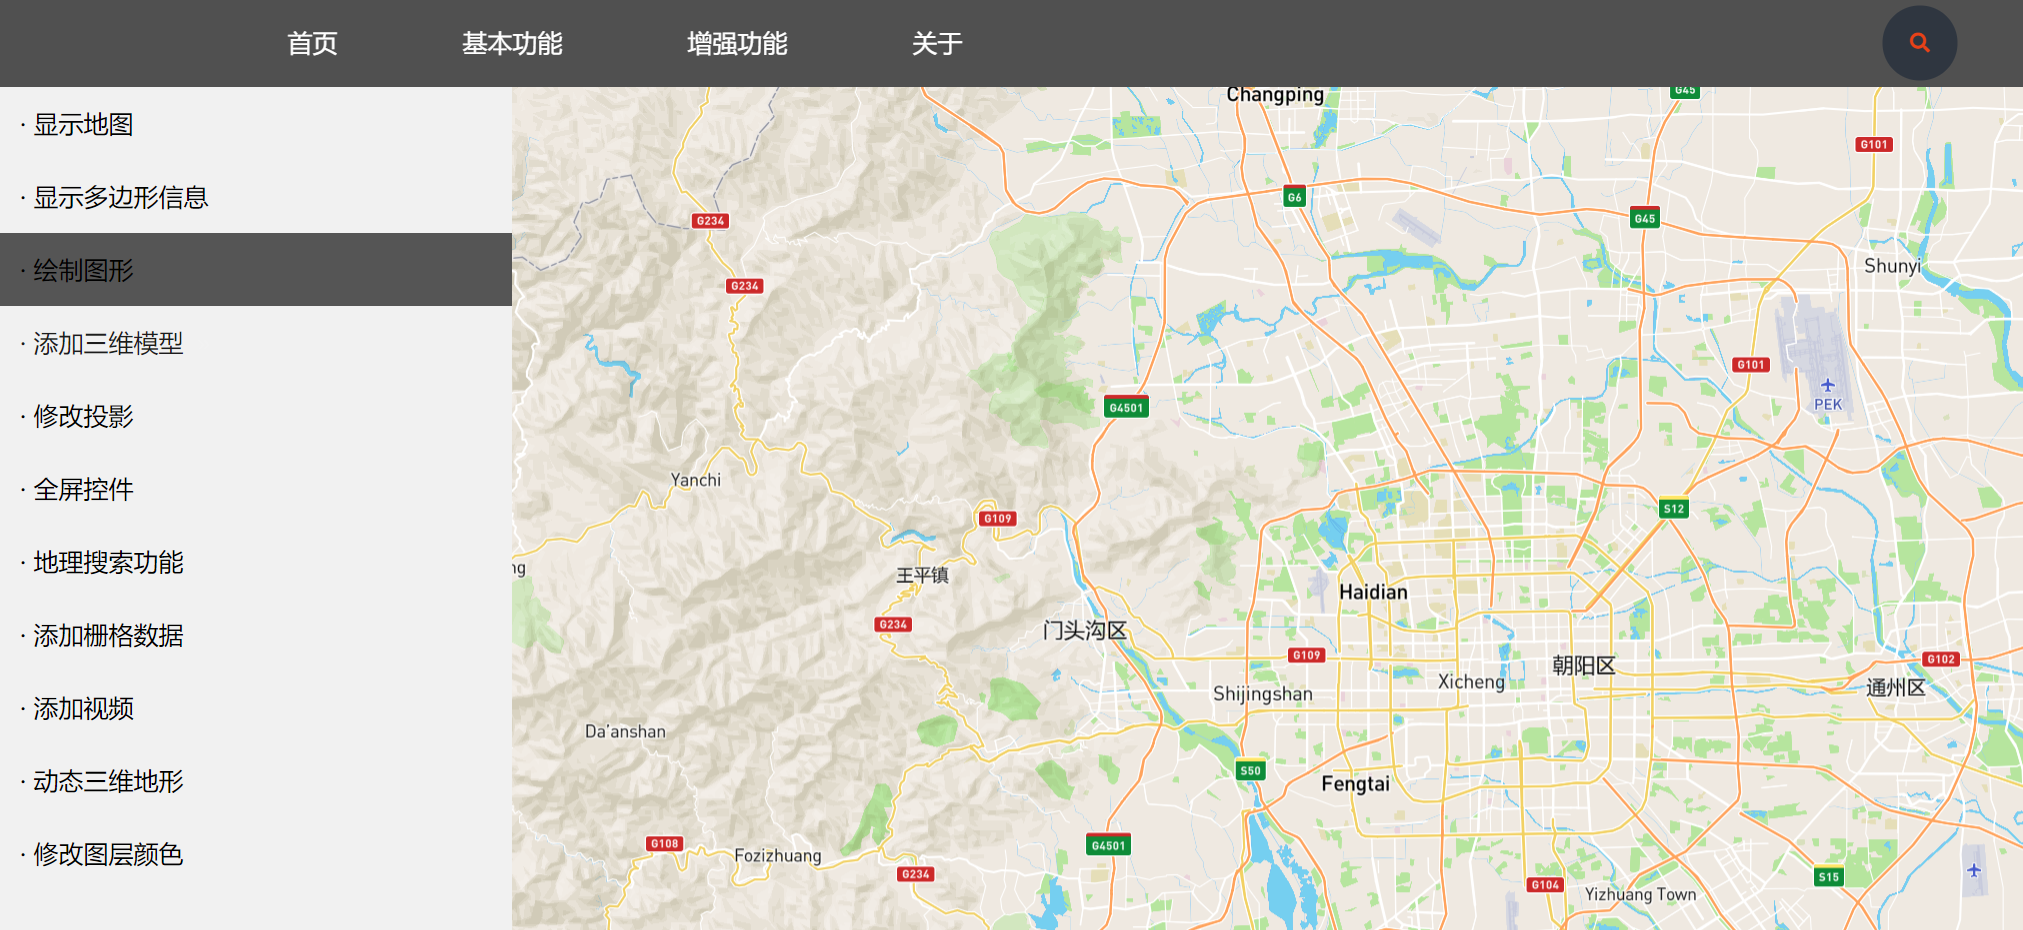 首页 基本功能 增强功能 关于
· 显示地图
· 显示多边形信息
· 绘制图形
· 添加三维模型
· 修改投影
· 全屏控件
· 地理搜索功能
· 添加栅格数据
· 添加视频
· 动态三维地形
· 修改图层颜色
Changping
G45
G101
G6
G234
G45
Shunyi
G234
G101
PEK
G4501
Yanchi
S12
G109
ng
王平镇
Haidian
G234
门头沟区
G109
G102
朝阳区
Xicheng
通州区
Shijingshan
Da'anshan
S50
Fengtai
G108
G4501
Fozizhuang
G234
S15
G104
Yizhuang Town